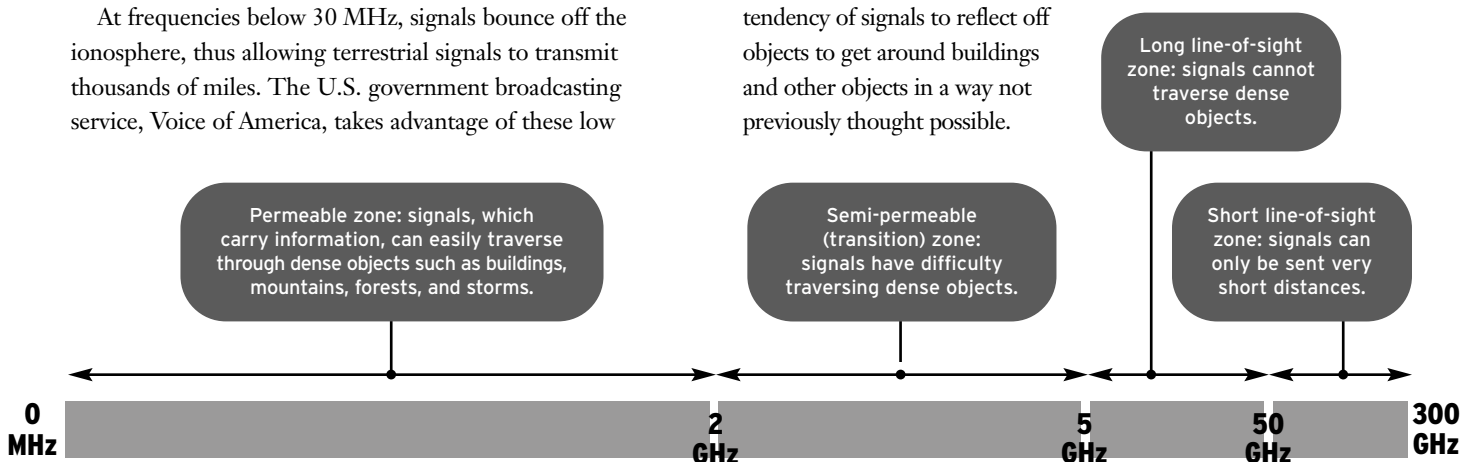 At frequencies below 30 MHz, signals bounce off the
ionosphere, thus allowing terrestrial signals to transmit
thousands of miles. The U.S. government broadcasting
service, Voice of America, takes advantage of these low
tendency of signals to reflect off
objects to get around buildings
and other objects in a way not
previously thought possible.
Long line-of-sight
zone: signals cannot
traverse dense
objects.
Permeable zone: signals, which
carry information, can easily traverse
through dense objects such as buildings,
mountains, forests, and storms.
Semi-permeable
(transition) zone:
signals have difficulty
traversing dense objects.
Short line-of-sight
zone: signals can
only be sent very
short distances.
0
MHz
2
GHz
5
GHz
50
GHz
300
GHz